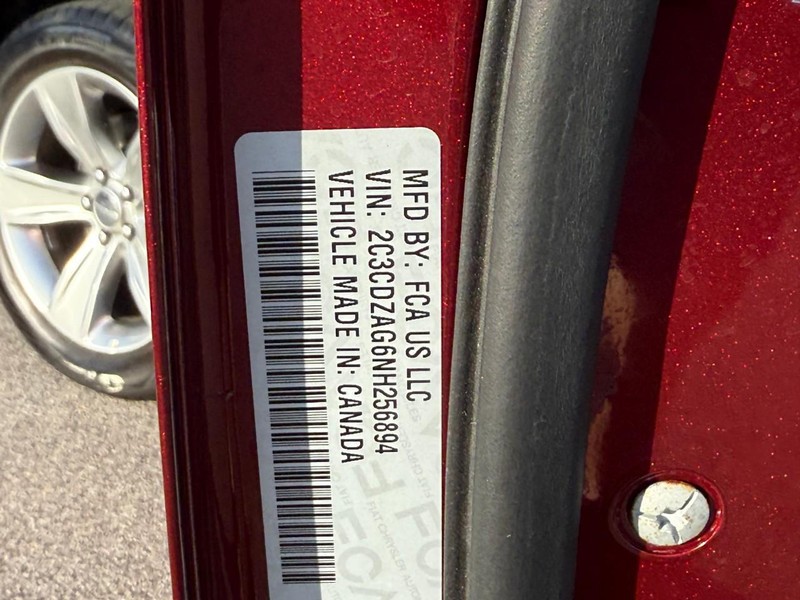 MFD BY: FCA US LLC
VIN: 2C3CDZAG6NH256894
VEHICLE MADE IN: CANADA